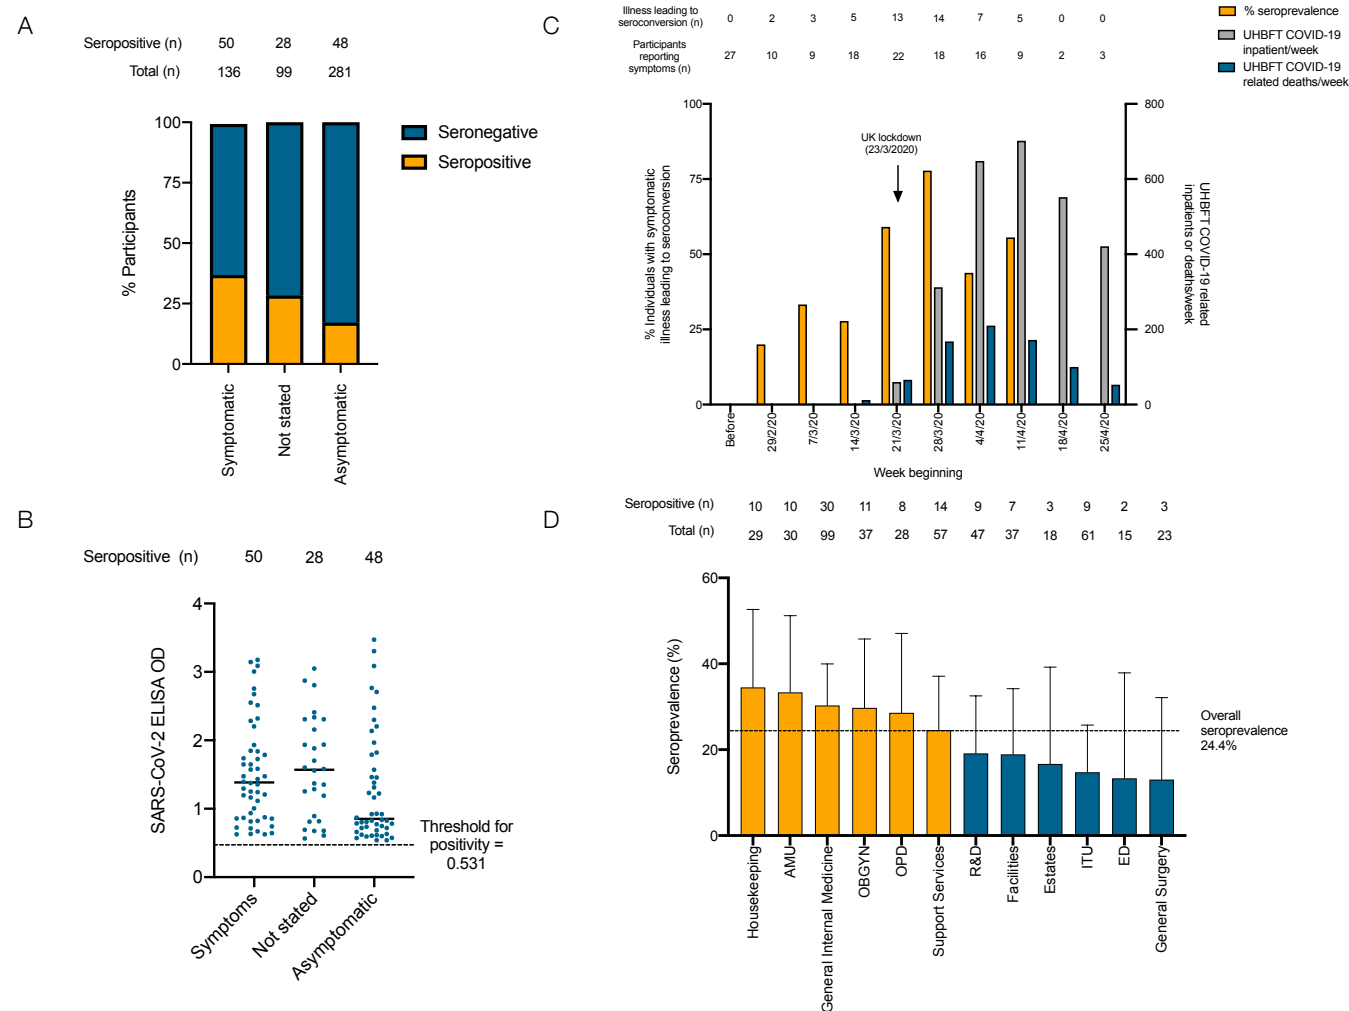 A
Seropositive (n) 50 28 48
Total (n) 136 99 281
100
75
50
25
0
% Participants
Symptomatic
Not stated
Asymptomatic
Seronegative
Seropositive
B
Seropositive (n) 50 28 48
4
3
2
1
0
SARS-CoV-2 ELISA OD
Symptoms
Not stated
Asymptomatic
Threshold for
positivity =
0.531
C
Illness leading to
seroconversion (n)
0 2 3 5 13 14 7 5 0 0
Participants
reporting
symptoms (n)
27 10 9 18 22 18 16 9 2 3
% seroprevalence
UHBFT COVID-19
inpatient/week
UHBFT COVID-19
related deaths/week
100
75
50
25
0
% Individuals with symptomatic
illness leading to seroconversion
UK lockdown
(23/3/2020)
800
600
400
200
0
UHBFT COVID-19 related
inpatients or deaths/week
Before
29/2/20
7/3/20
14/3/20
21/3/20
28/3/20
4/4/20
11/4/20
18/4/20
25/4/20
Week beginning
D
Seropositive (n) 10 10 30 11 8 14 9 7 3 9 2 3
Total (n) 29 30 99 37 28 57 47 37 18 61 15 23
60
40
20
0
Seroprevalence (%)
Overall
seroprevalence
24.4%
Housekeeping
AMU
General Internal Medicine
OBGYN
OPD
Support Services
R&D
Facilities
Estates
ITU
ED
General Surgery